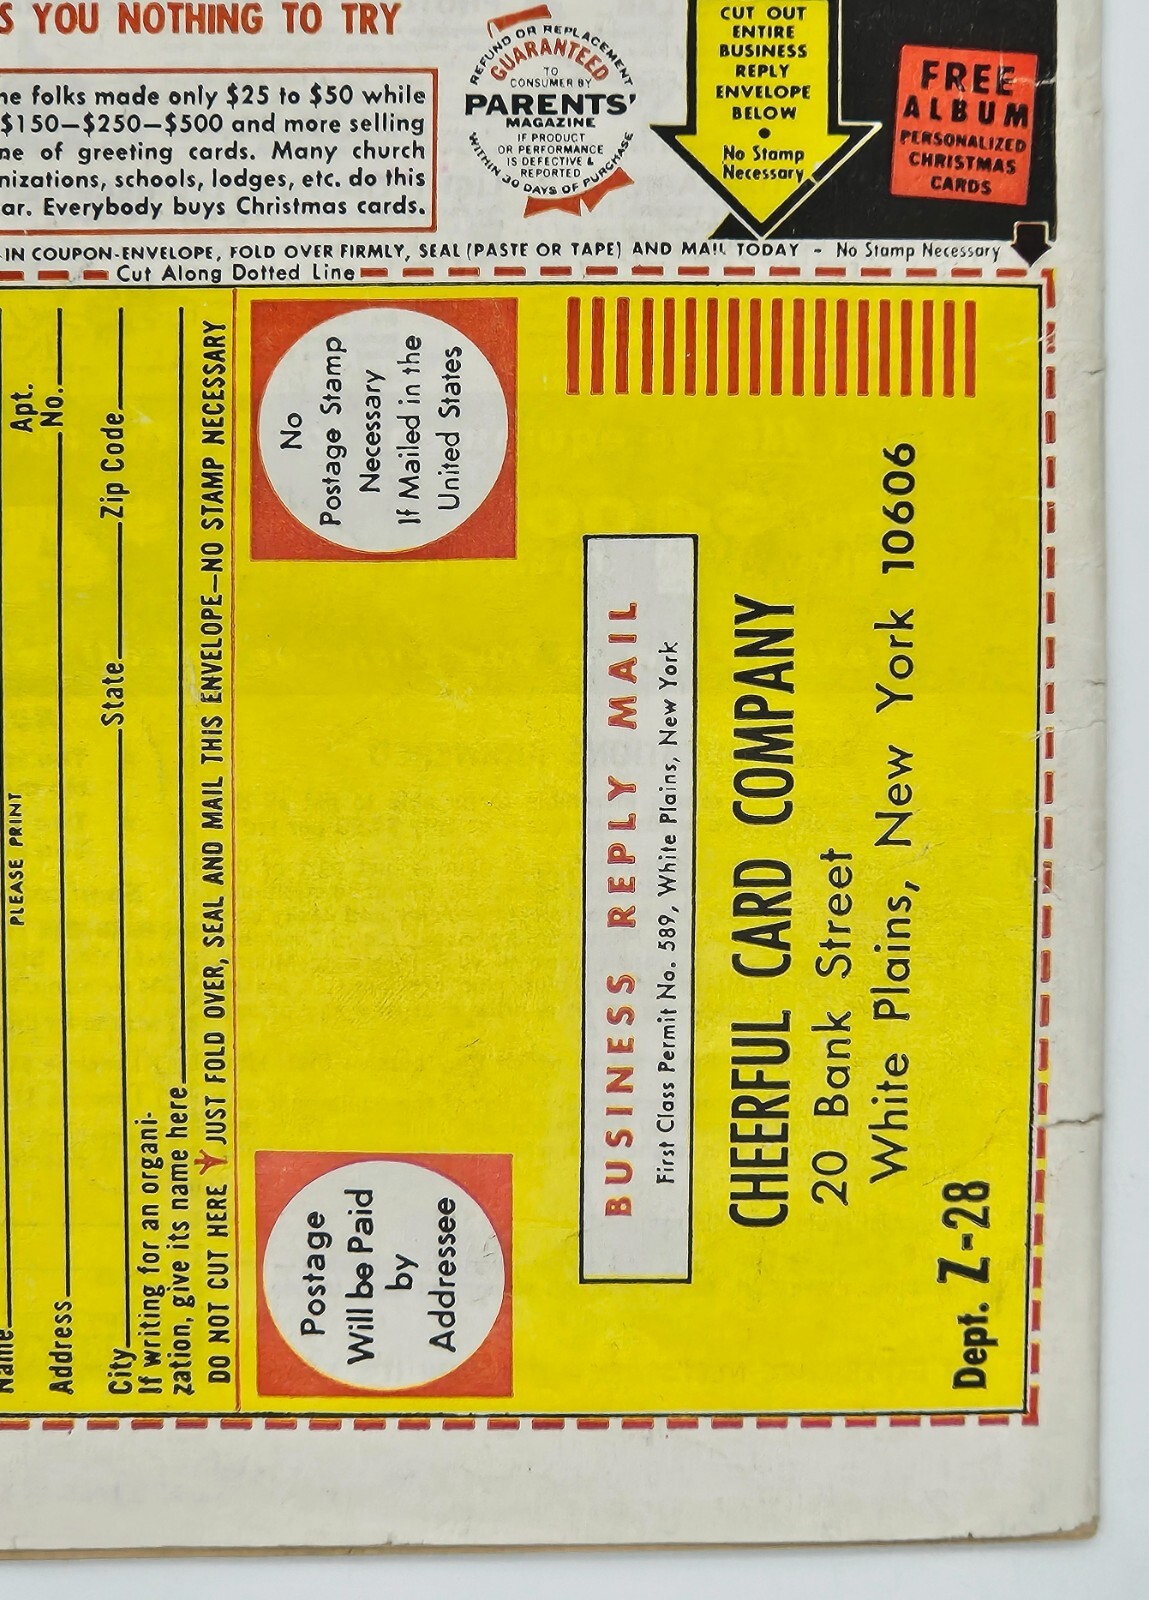 S YOU NOTHING TO TRY
folks made only $25 to $50 while
$150—$250—$500 and more selling
of greeting cards. Many church
schools, lodges, etc. do this
Everybody buys Christmas cards.
REFUND OR REPLACEMENT
GUARANTEED
TO
CONSUMER BY
PARENTS'
MAGAZINE
IF PRODUCT
OR PERFORMANCE
IS DEFECTIVE &
REPORTED
WITHIN 30 DAYS OF PURCHASE
CUT OUT
ENTIRE
BUSINESS
REPLY
ENVELOPE
BELOW
•
No Stamp
Necessary
FREE
ALBUM
PERSONALIZED
CHRISTMAS
CARDS
IN COUPON-ENVELOPE, FOLD OVER FIRMLY, SEAL (PASTE OR TAPE) AND MAIL TODAY – No Stamp Necessary
Cut Along Dotted Line
PLEASE PRINT
Name
Address
Apt.
No.
City
State
Zip Code
If writing for an organi-
zation, give its name here
DO NOT CUT HERE JUST FOLD OVER, SEAL AND MAIL THIS ENVELOPE—NO STAMP NECESSARY
Postage
Will be Paid
by
Addressee
No
Postage Stamp
Necessary
If Mailed in the
United States
BUSINESS REPLY MAIL
First Class Permit No. 589, White Plains, New York
CHEERFUL CARD COMPANY
20 Bank Street
White Plains, New York 10606
Dept. Z-28